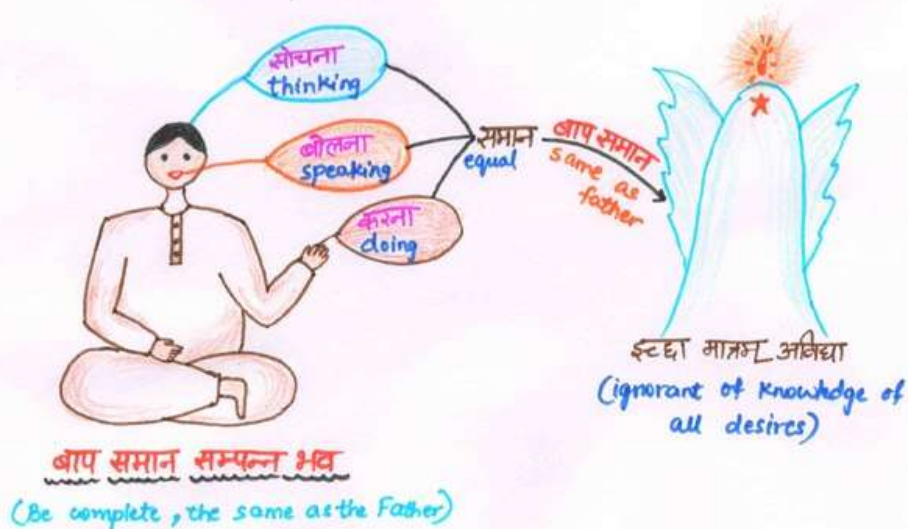 सोचना
thinking
बोलना
speaking
करना
doing
समान
equal
बाप समान
same as
father
इच्छा मात्रम् अविद्या
(ignorant of knowledge of
all desires)
बाप समान सम्पन्न भव
(Be complete, the same as the Father)